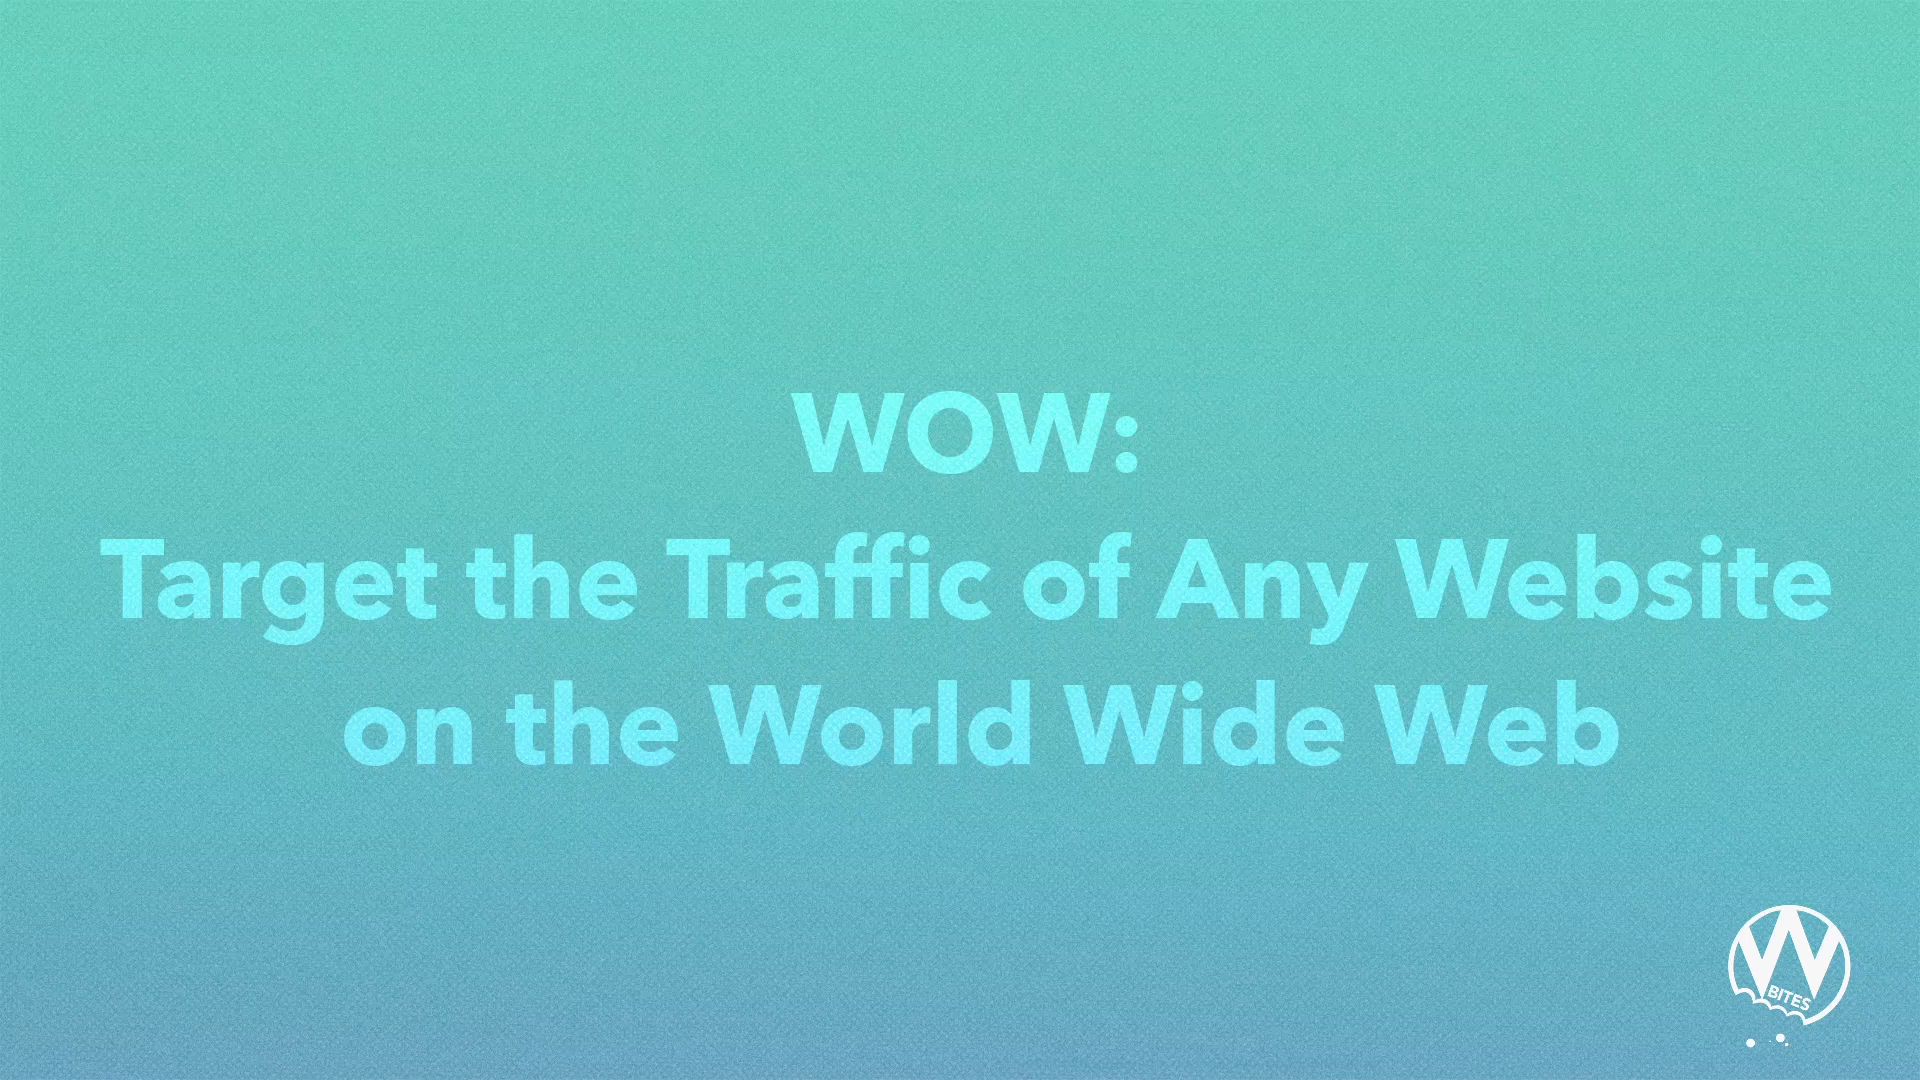 WOW:
Target the Traffic of Any Website
on the World Wide Web
W
BITES